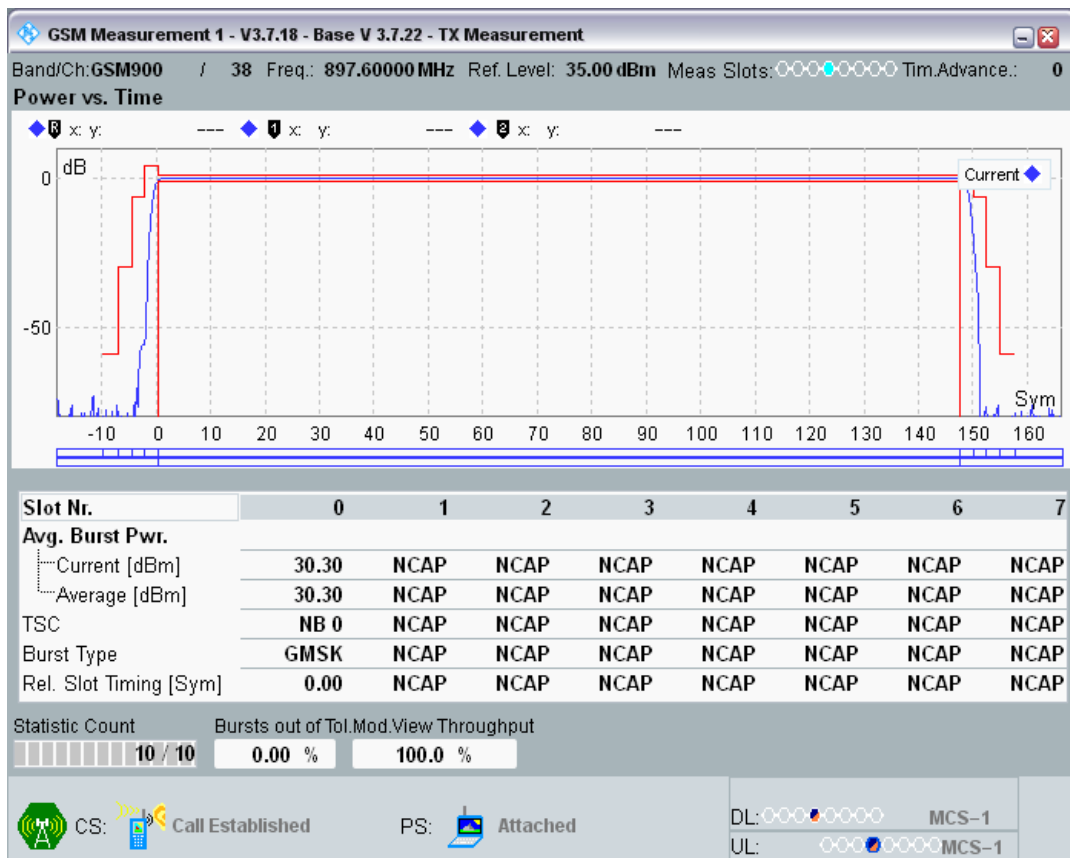 GSM Measurement 1 - V3.7.18 - Base V 3.7.22 - TX Measurement
Band/Ch:GSM900 / 38 Freq.: 897.60000 MHz Ref. Level: 35.00 dBm Meas Slots: Tim.Advance.: 0
Power vs. Time
R x: y: --- 1 x: y: --- 2 x: y: ---
dB
0
Current
-50
Sym
-10 0 10 20 30 40 50 60 70 80 90 100 110 120 130 140 150 160
Slot Nr. 0 1 2 3 4 5 6 7
Avg. Burst Pwr.
Current [dBm] 30.30 NCAP NCAP NCAP NCAP NCAP NCAP NCAP
Average [dBm] 30.30 NCAP NCAP NCAP NCAP NCAP NCAP NCAP
TSC NB 0 NCAP NCAP NCAP NCAP NCAP NCAP NCAP
Burst Type GMSK NCAP NCAP NCAP NCAP NCAP NCAP NCAP
Rel. Slot Timing [Sym] 0.00 NCAP NCAP NCAP NCAP NCAP NCAP NCAP
Statistic Count Bursts out of Tol.Mod.View Throughput
10 / 10 0.00 % 100.0 %
CS: Call Established PS: Attached
DL: MCS-1
UL: MCS-1